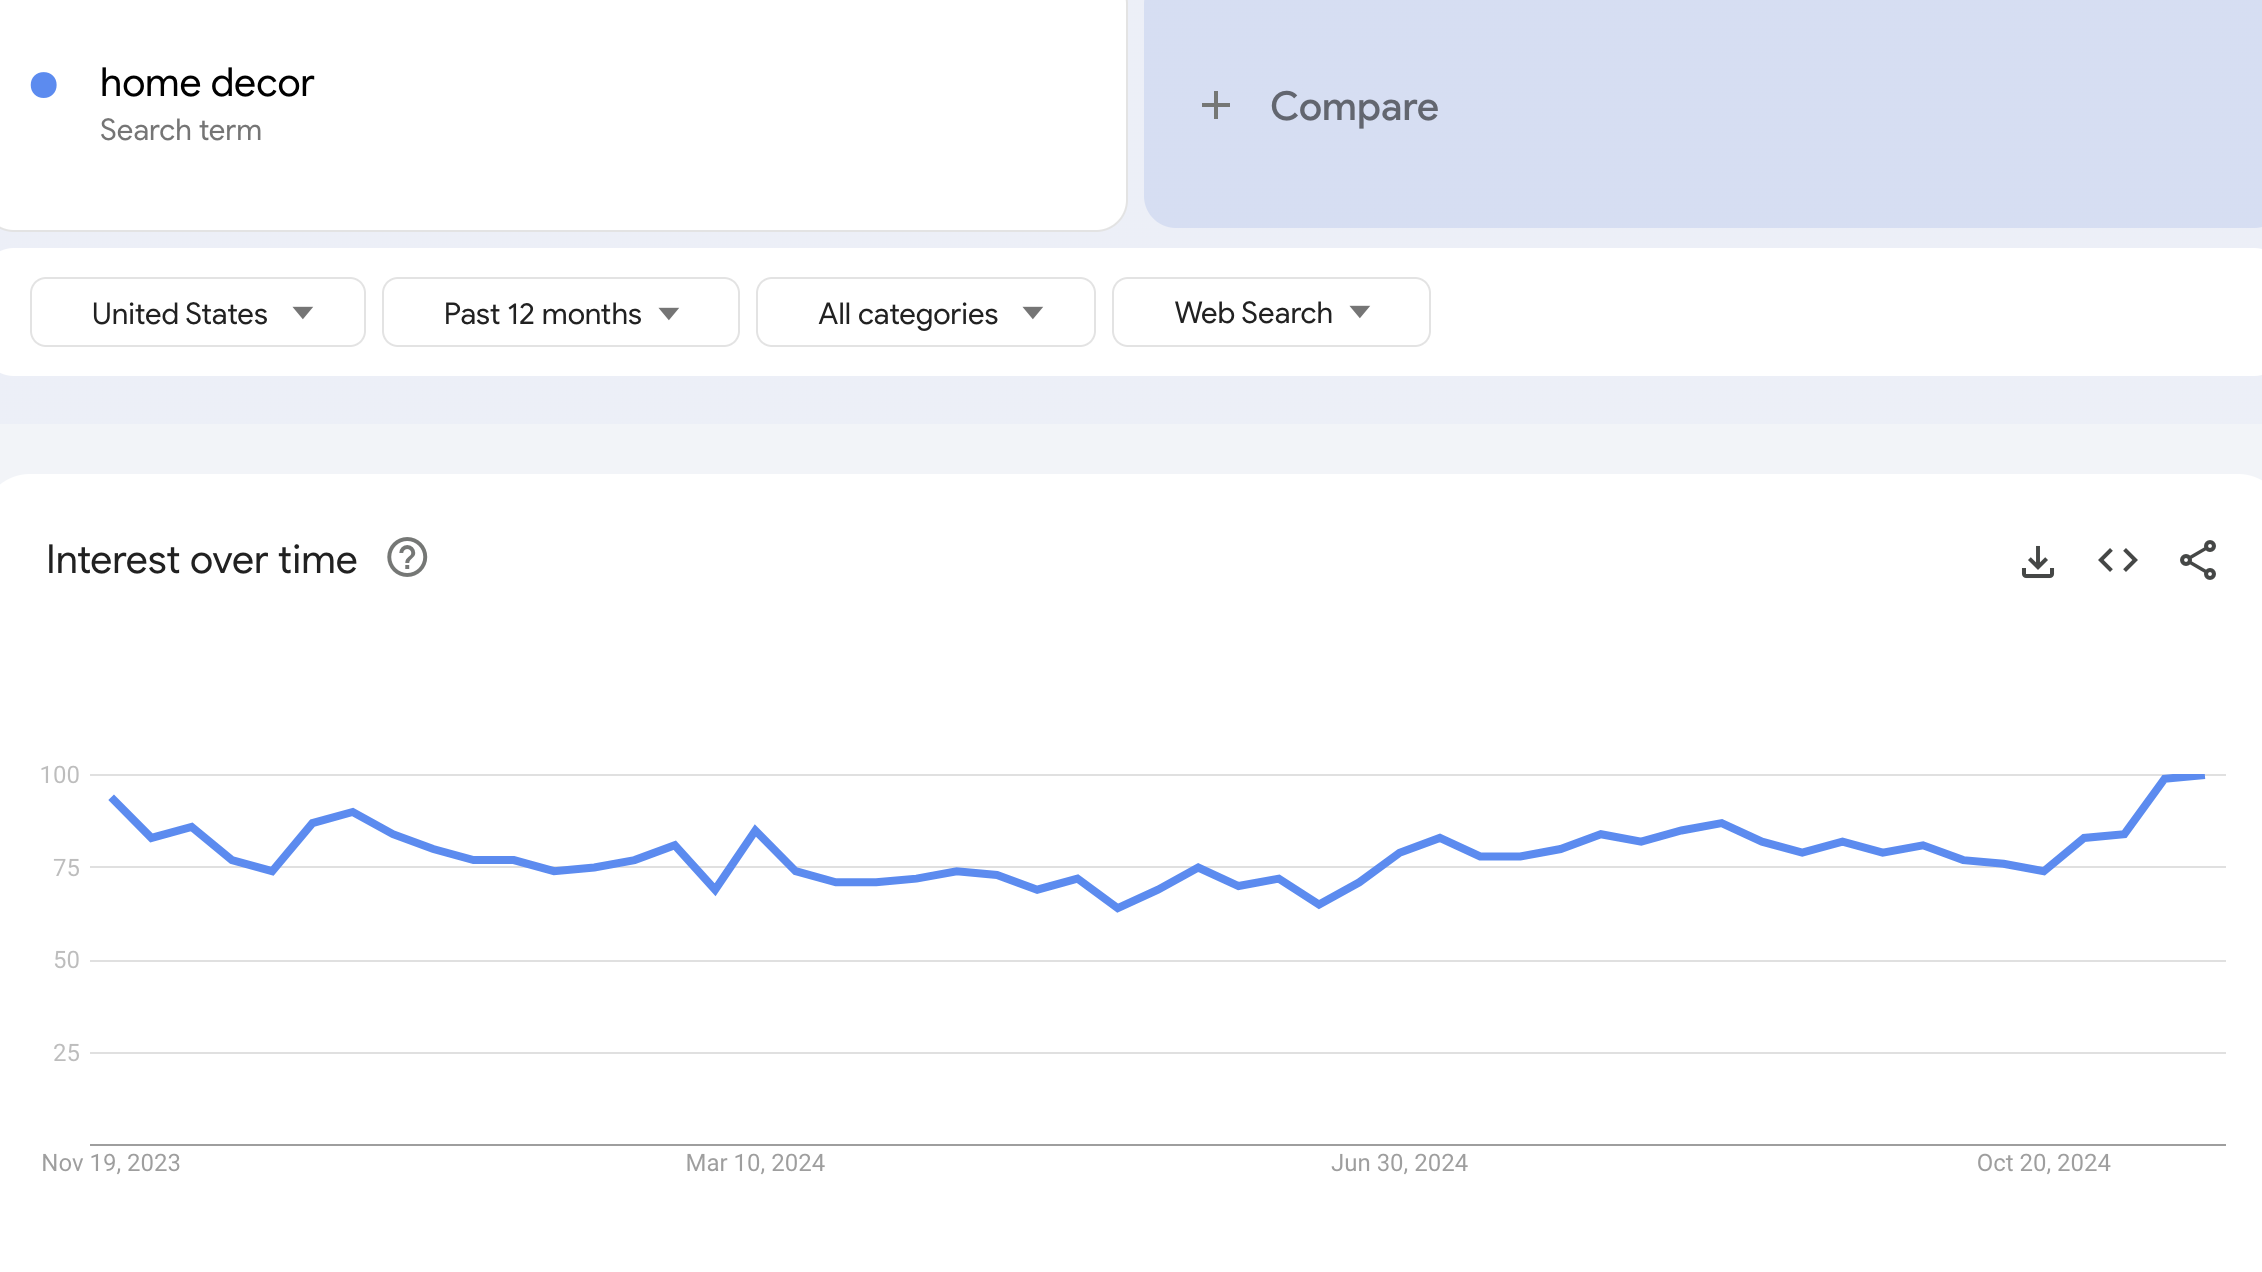 home decor
Search term
+ Compare
United States
Past 12 months
All categories
Web Search
Interest over time ?
100
75
50
25
Nov 19, 2023
Mar 10, 2024
Jun 30, 2024
Oct 20, 2024